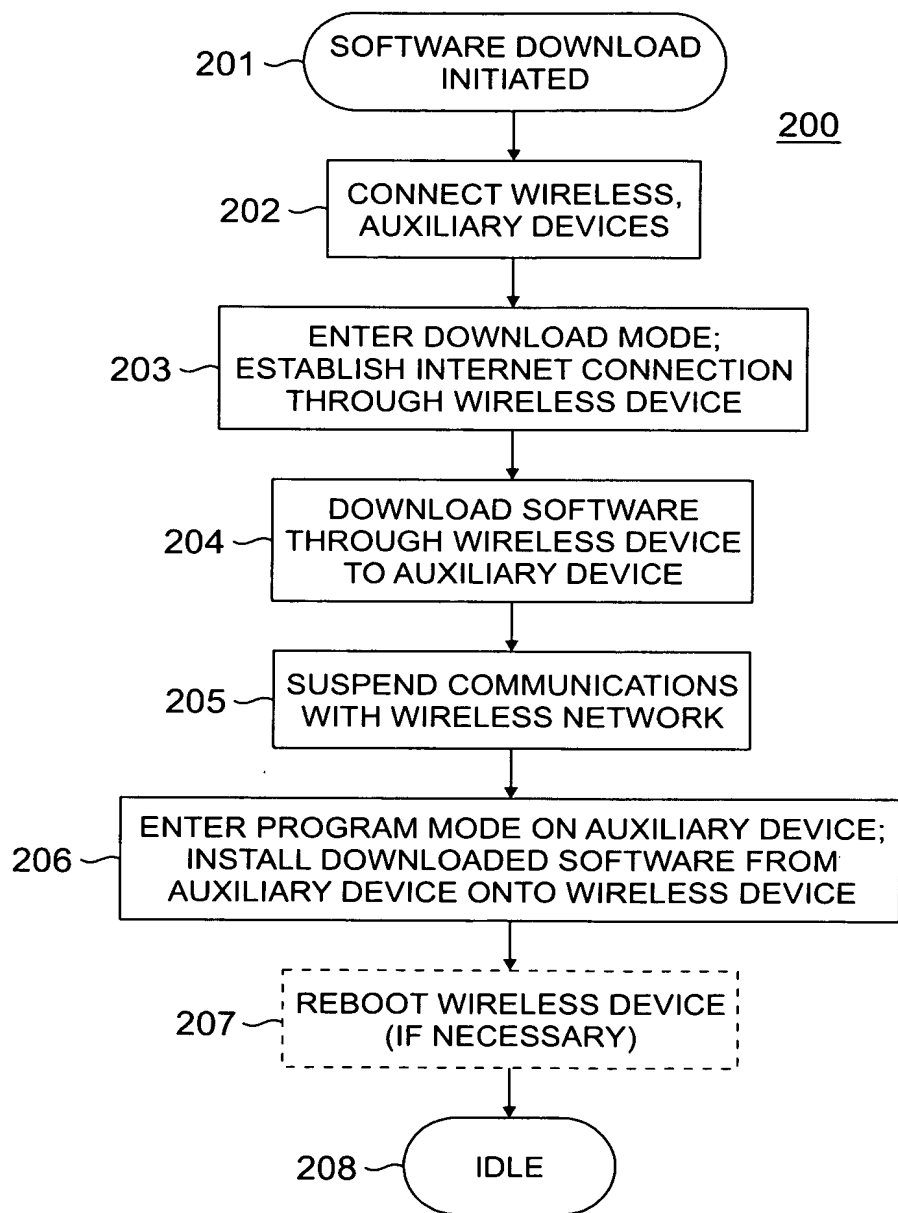 201
SOFTWARE DOWNLOAD
INITIATED
200
202
CONNECT WIRELESS,
AUXILIARY DEVICES
203
ENTER DOWNLOAD MODE;
ESTABLISH INTERNET CONNECTION
THROUGH WIRELESS DEVICE
204
DOWNLOAD SOFTWARE
THROUGH WIRELESS DEVICE
TO AUXILIARY DEVICE
205
SUSPEND COMMUNICATIONS
WITH WIRELESS NETWORK
206
ENTER PROGRAM MODE ON AUXILIARY DEVICE;
INSTALL DOWNLOADED SOFTWARE FROM
AUXILIARY DEVICE ONTO WIRELESS DEVICE
207
REBOOT WIRELESS DEVICE
(IF NECESSARY)
208
IDLE